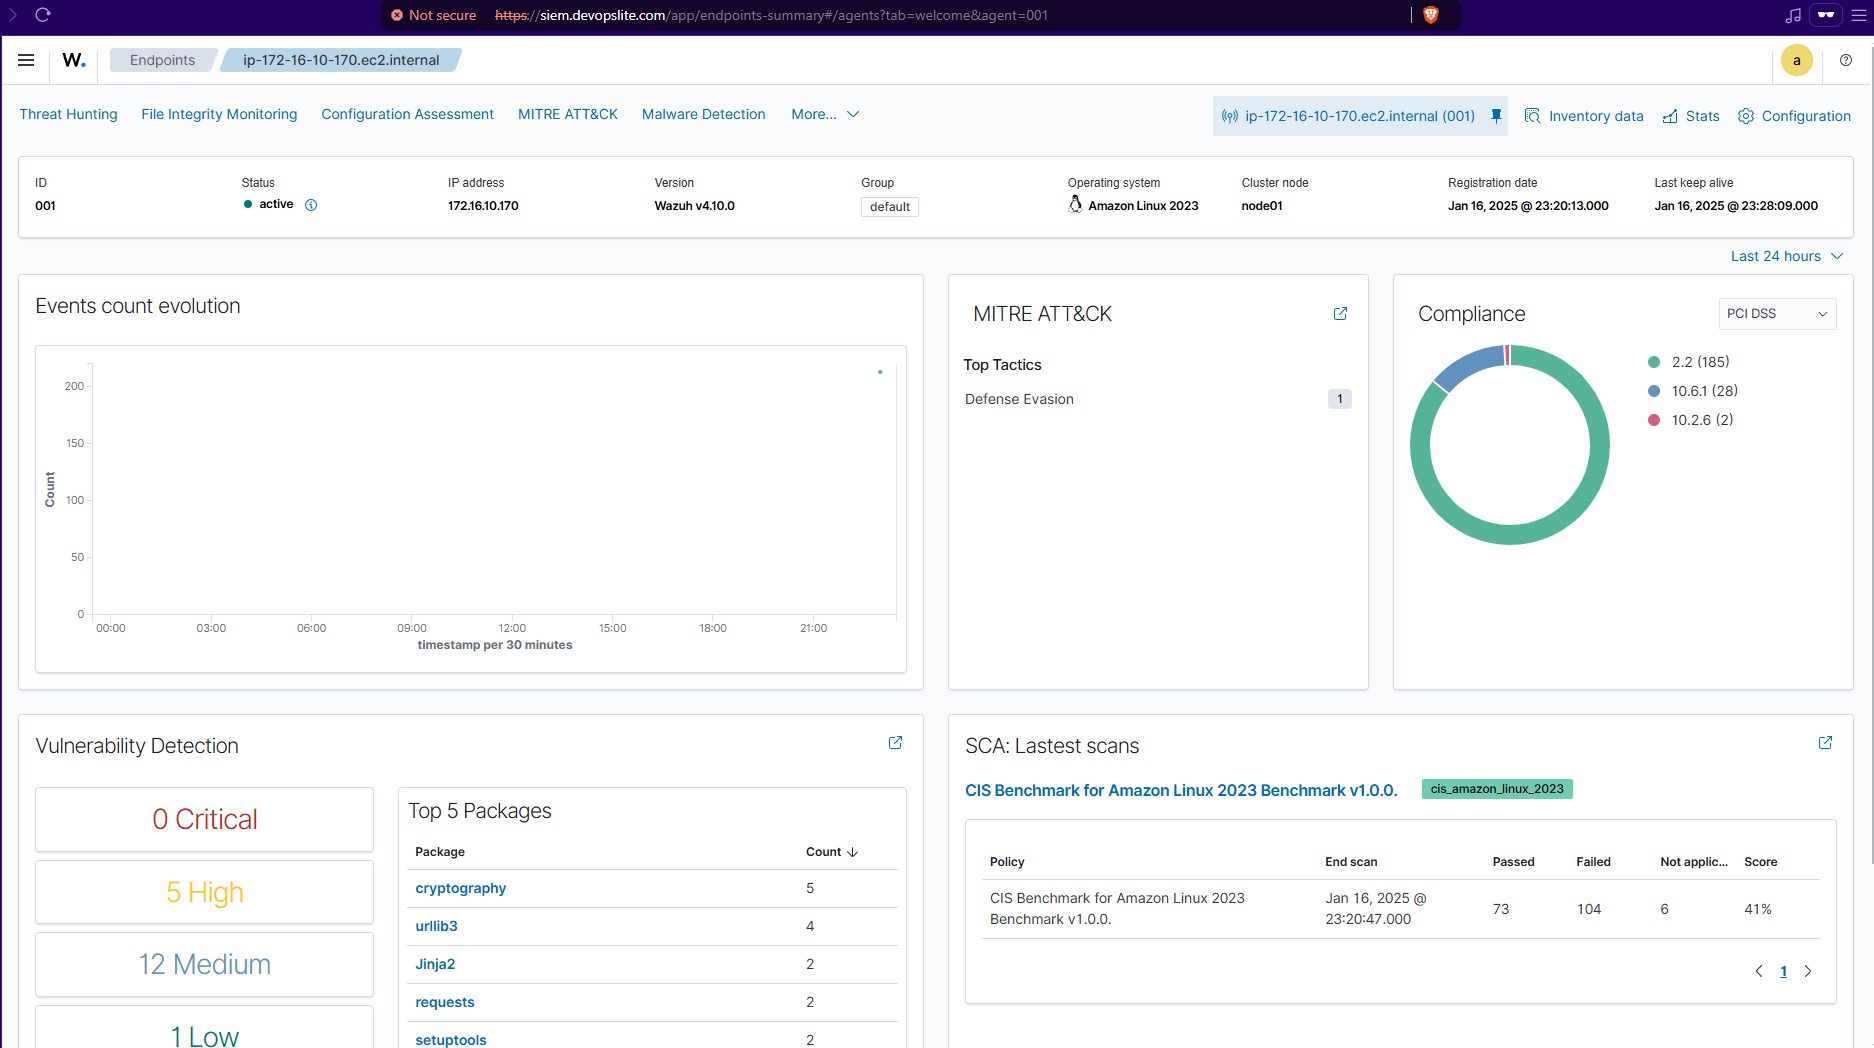 Not secure https://siem.devopslite.com/app/endpoints-summary#/agents?tab=welcome&agent=001
W. Endpoints ip-172-16-10-170.ec2.internal a
Threat Hunting File Integrity Monitoring Configuration Assessment MITRE ATT&CK Malware Detection More... ip-172-16-10-170.ec2.internal (001) Inventory data Stats Configuration
ID Status IP address Version Group Operating system Cluster node Registration date Last keep alive
001 active 172.16.10.170 Wazuh v4.10.0 default Amazon Linux 2023 node01 Jan 16, 2025 @ 23:20:13.000 Jan 16, 2025 @ 23:28:09.000
Last 24 hours
Events count evolution
200
150
100
50
0
Count
00:00 03:00 06:00 09:00 12:00 15:00 18:00 21:00
timestamp per 30 minutes
MITRE ATT&CK
Top Tactics
Defense Evasion 1
Compliance PCI DSS
2.2 (185)
10.6.1 (28)
10.2.6 (2)
Vulnerability Detection
0 Critical
5 High
12 Medium
1 Low
Top 5 Packages
Package Count
cryptography 5
urllib3 4
Jinja2 2
requests 2
setuptools 2
SCA: Lastest scans
CIS Benchmark for Amazon Linux 2023 Benchmark v1.0.0. cis_amazon_linux_2023
Policy End scan Passed Failed Not applic... Score
CIS Benchmark for Amazon Linux 2023 Jan 16, 2025 @ 73 104 6 41%
Benchmark v1.0.0. 23:20:47.000
1